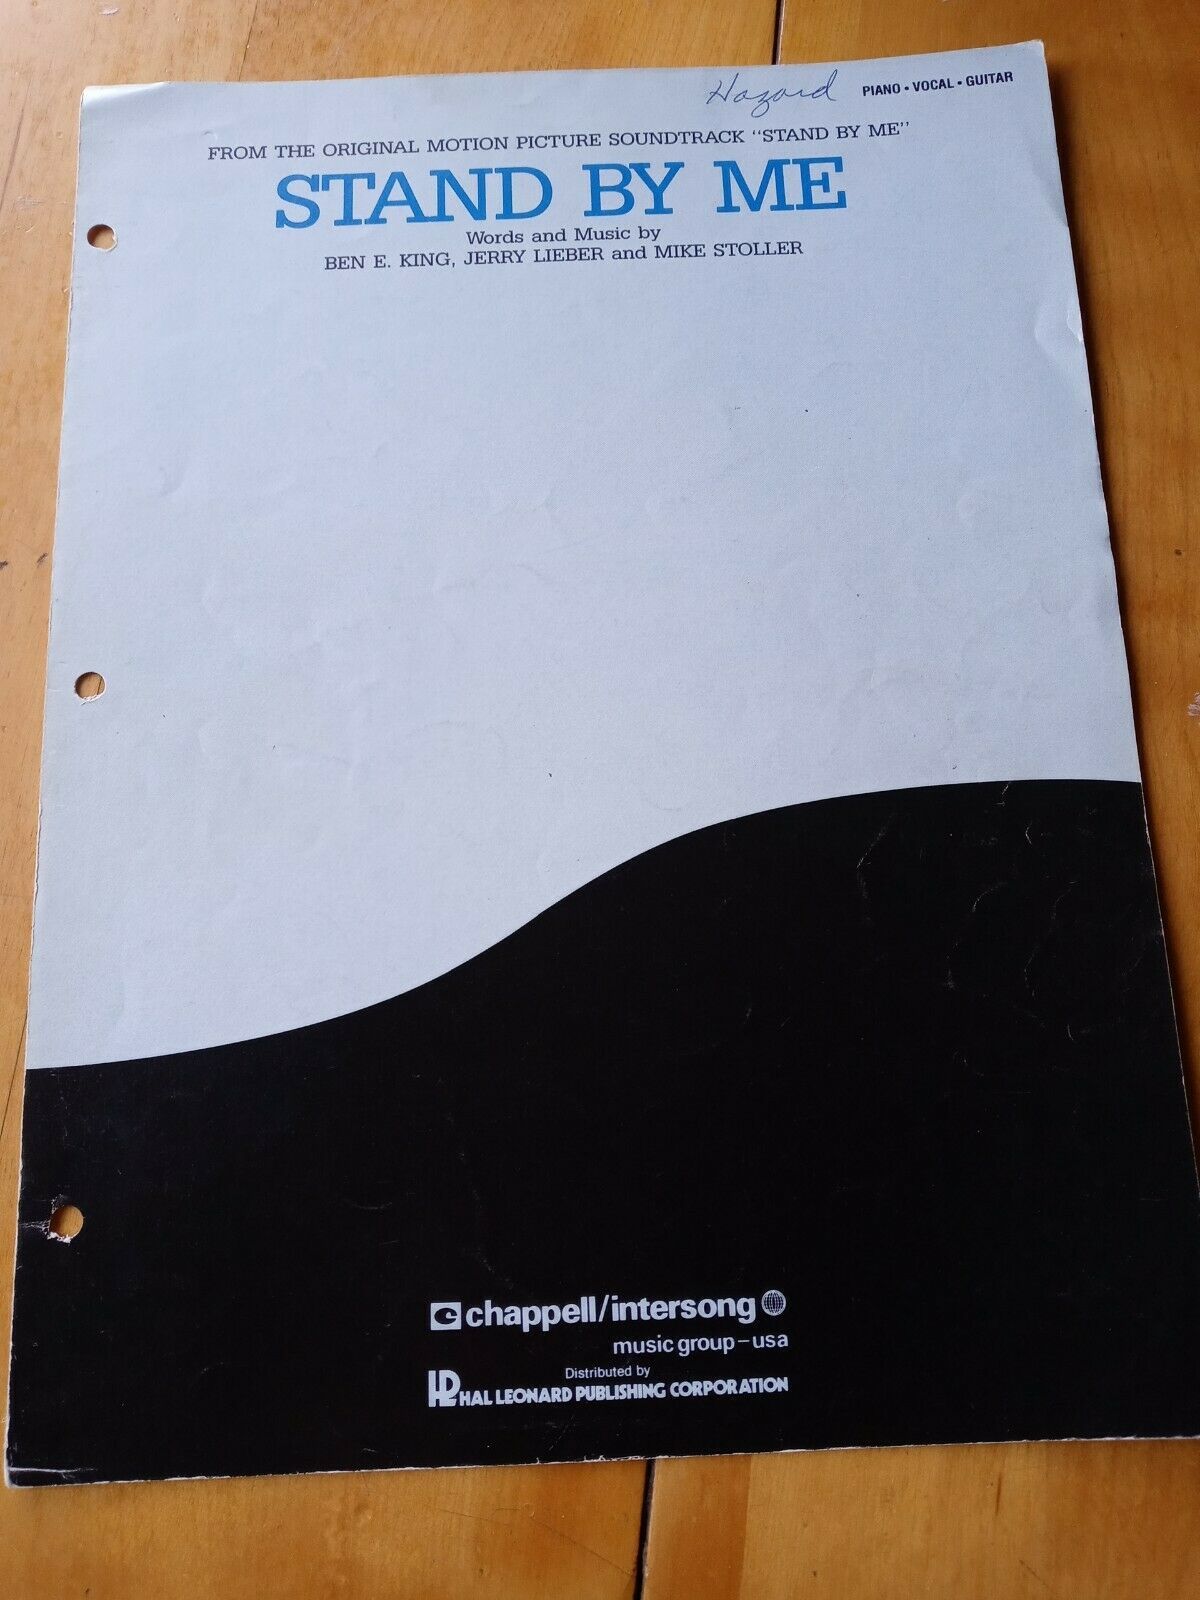 Hazard
PIANO • VOCAL • GUITAR
FROM THE ORIGINAL MOTION PICTURE SOUNDTRACK "STAND BY ME"
STAND BY ME
Words and Music by
BEN E. KING, JERRY LIEBER and MIKE STOLLER
chappell/intersong
music group–usa
Distributed by
HAL LEONARD PUBLISHING CORPORATION